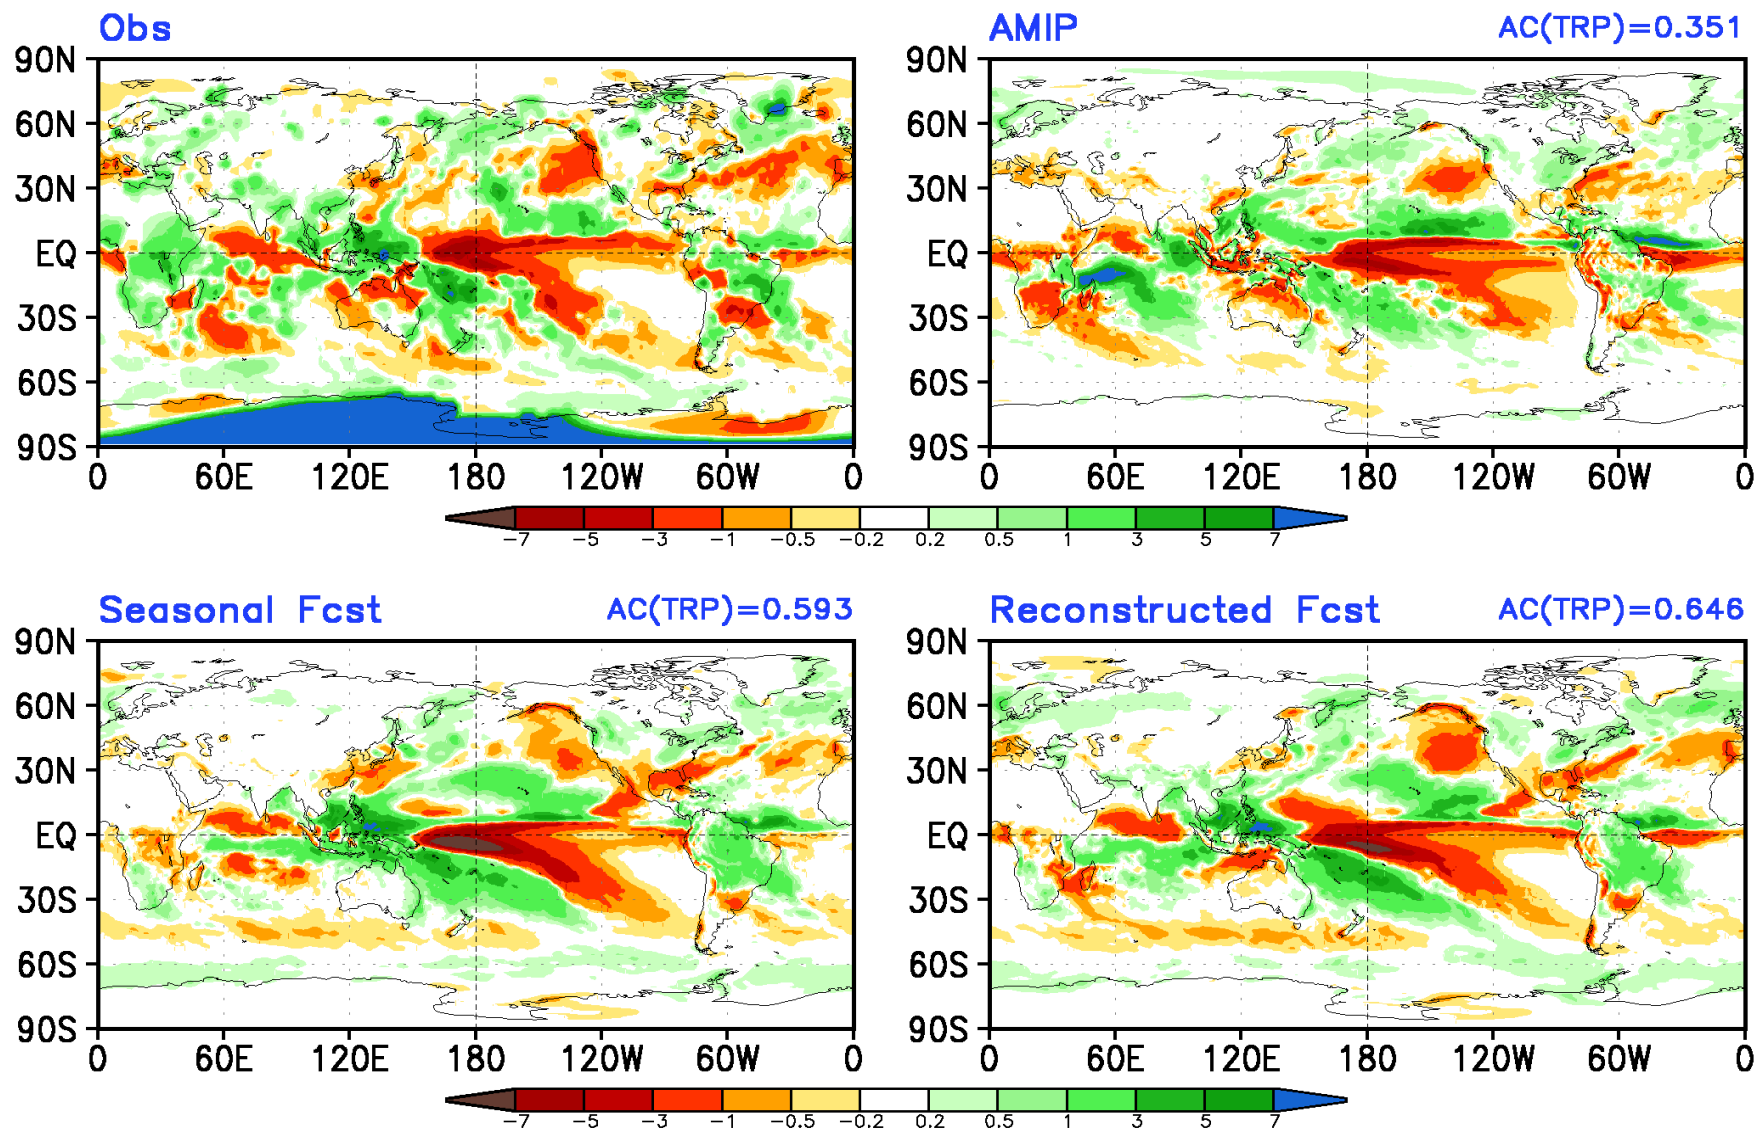 Obs
AMIP AC(TRP)=0.351
90N
60N
30N
EQ
30S
60S
90S
0 60E 120E 180 120W 60W 0
90N
60N
30N
EQ
30S
60S
90S
0 60E 120E 180 120W 60W 0
−7 −5 −3 −1 −0.5 −0.2 0.2 0.5 1 3 5 7
Seasonal Fcst AC(TRP)=0.593
Reconstructed Fcst AC(TRP)=0.646
90N
60N
30N
EQ
30S
60S
90S
0 60E 120E 180 120W 60W 0
90N
60N
30N
EQ
30S
60S
90S
0 60E 120E 180 120W 60W 0
−7 −5 −3 −1 −0.5 −0.2 0.2 0.5 1 3 5 7